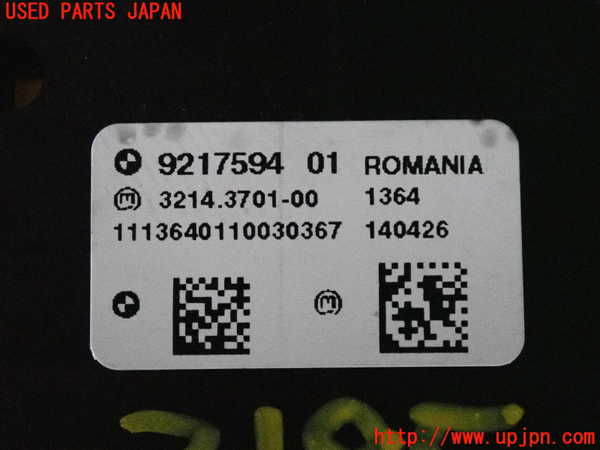 USED PARTS JAPAN
9217594 01 ROMANIA
3214.3701-00 1364
1113640110030367 140426
http://www.upjpn.com/